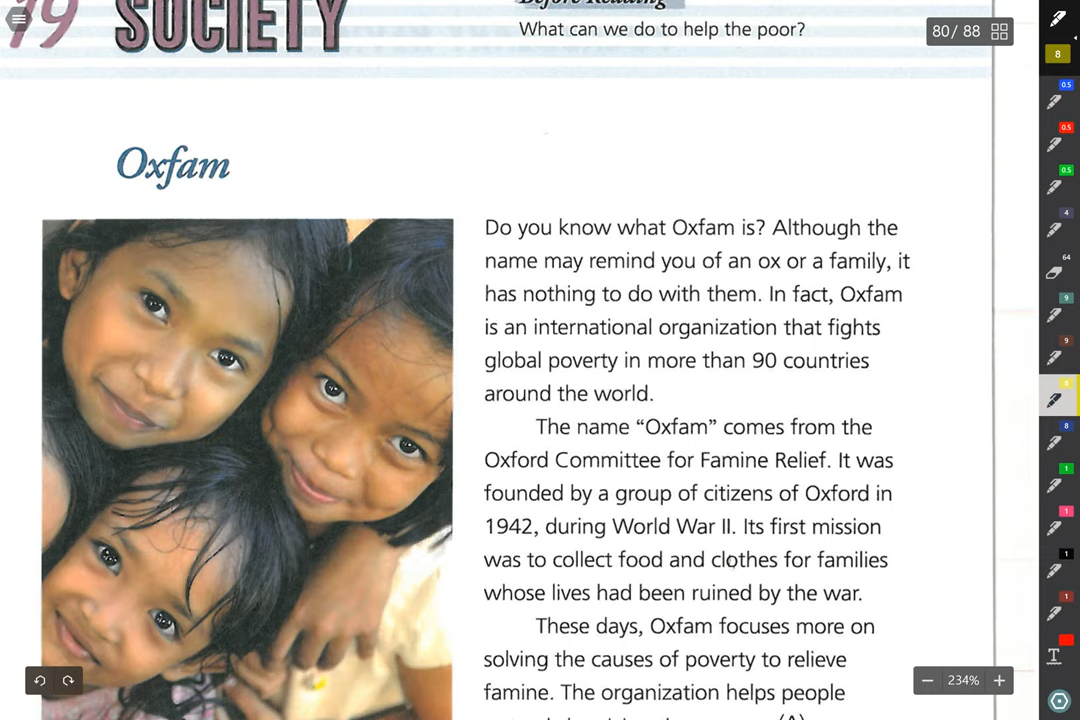 19 SOCIETY
Before Reading
What can we do to help the poor?
80/ 88
Oxfam
Do you know what Oxfam is? Although the
name may remind you of an ox or a family, it
has nothing to do with them. In fact, Oxfam
is an international organization that fights
global poverty in more than 90 countries
around the world.
The name “Oxfam” comes from the
Oxford Committee for Famine Relief. It was
founded by a group of citizens of Oxford in
1942, during World War II. Its first mission
was to collect food and clothes for families
whose lives had been ruined by the war.
These days, Oxfam focuses more on
solving the causes of poverty to relieve
famine. The organization helps people
(A)
234%
8
0.5
0.5
0.5
4
64
9
9
8
8
1
1
1
1
T